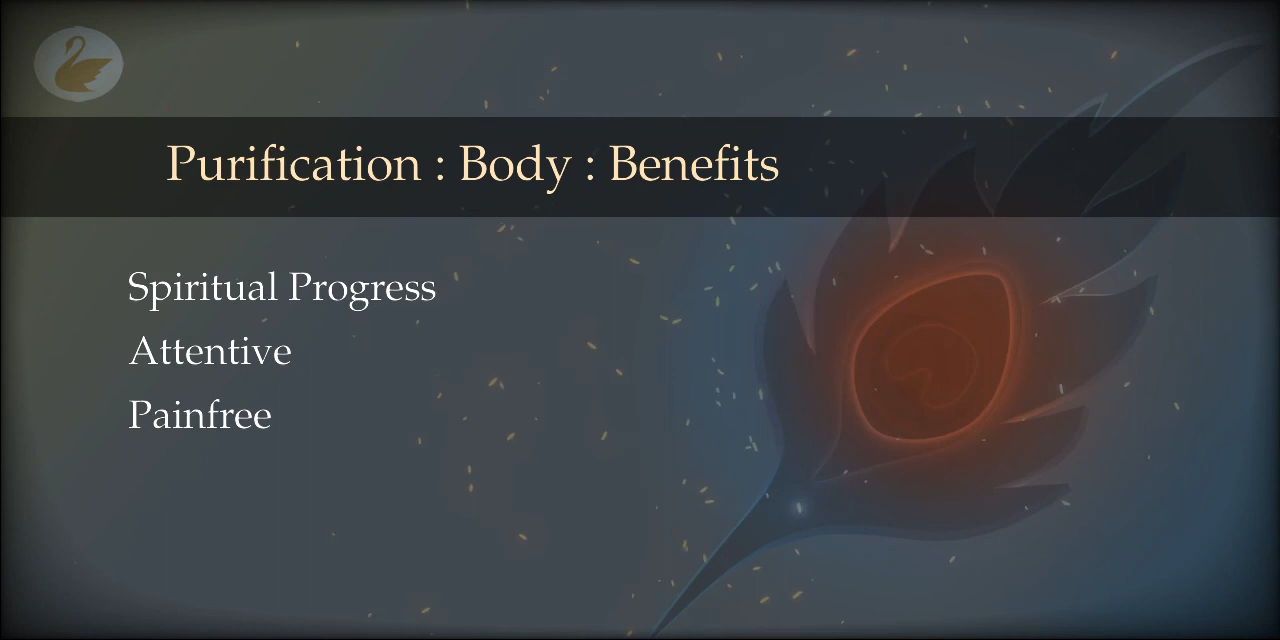 Purification : Body : Benefits
Spiritual Progress
Attentive
Painfree